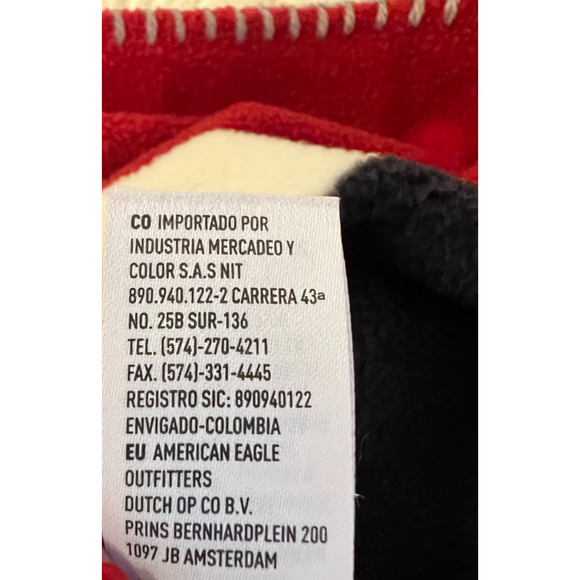 CO IMPORTADO POR
INDUSTRIA MERCADEO Y
COLOR S.A.S NIT
890.940.122-2 CARRERA 43ª
NO. 25B SUR-136
TEL. (574)-270-4211
FAX. (574)-331-4445
REGISTRO SIC: 890940122
ENVIGADO-COLOMBIA
EU AMERICAN EAGLE
OUTFITTERS
DUTCH OP CO B.V.
PRINS BERNHARDPLEIN 200
1097 JB AMSTERDAM